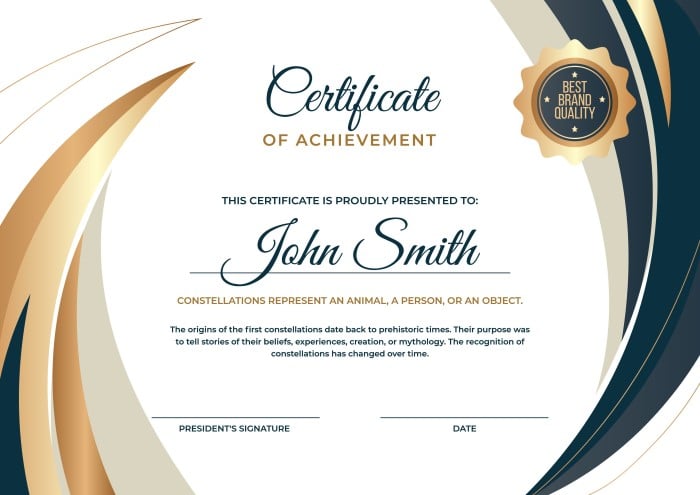 Certificate
OF ACHIEVEMENT
BEST
BRAND
QUALITY
THIS CERTIFICATE IS PROUDLY PRESENTED TO:
John Smith
CONSTELLATIONS REPRESENT AN ANIMAL, A PERSON, OR AN OBJECT.
The origins of the first constellations date back to prehistoric times. Their purpose was
to tell stories of their beliefs, experiences, creation, or mythology. The recognition of
constellations has changed over time.
PRESIDENT'S SIGNATURE
DATE